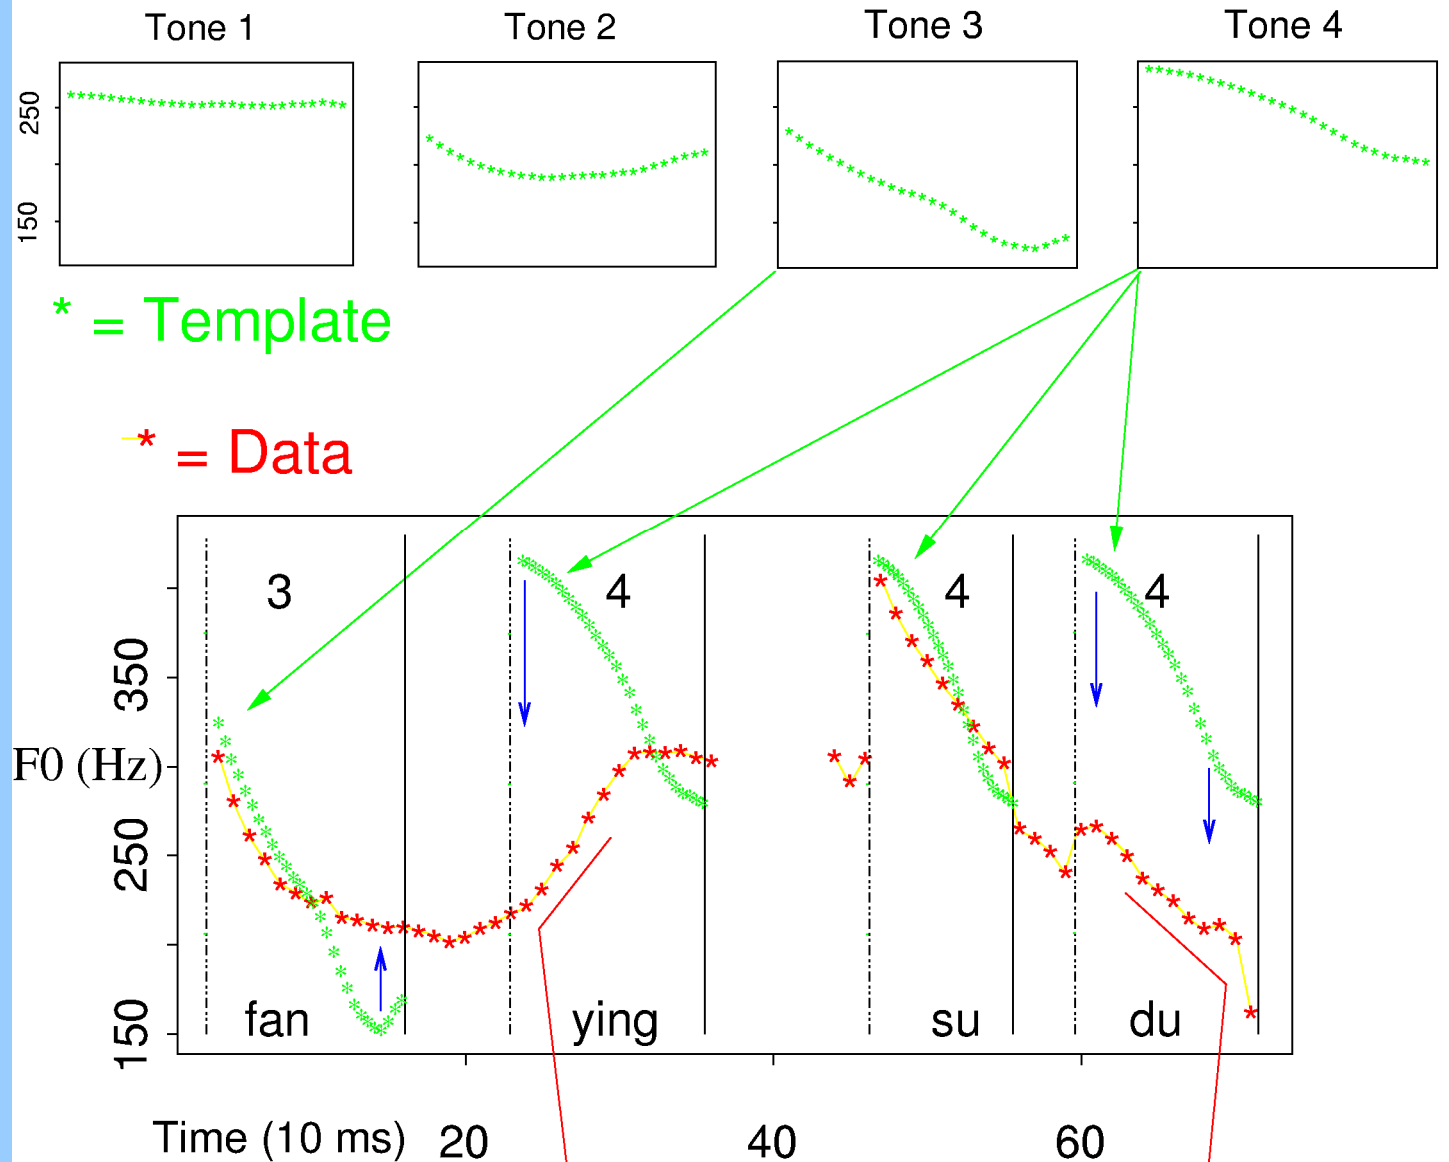 Tone 1 Tone 2 Tone 3 Tone 4
250
150
* = Template
* = Data
3 4 4 4
350
F0 (Hz)
250
150
fan ying su du
Time (10 ms) 20 40 60